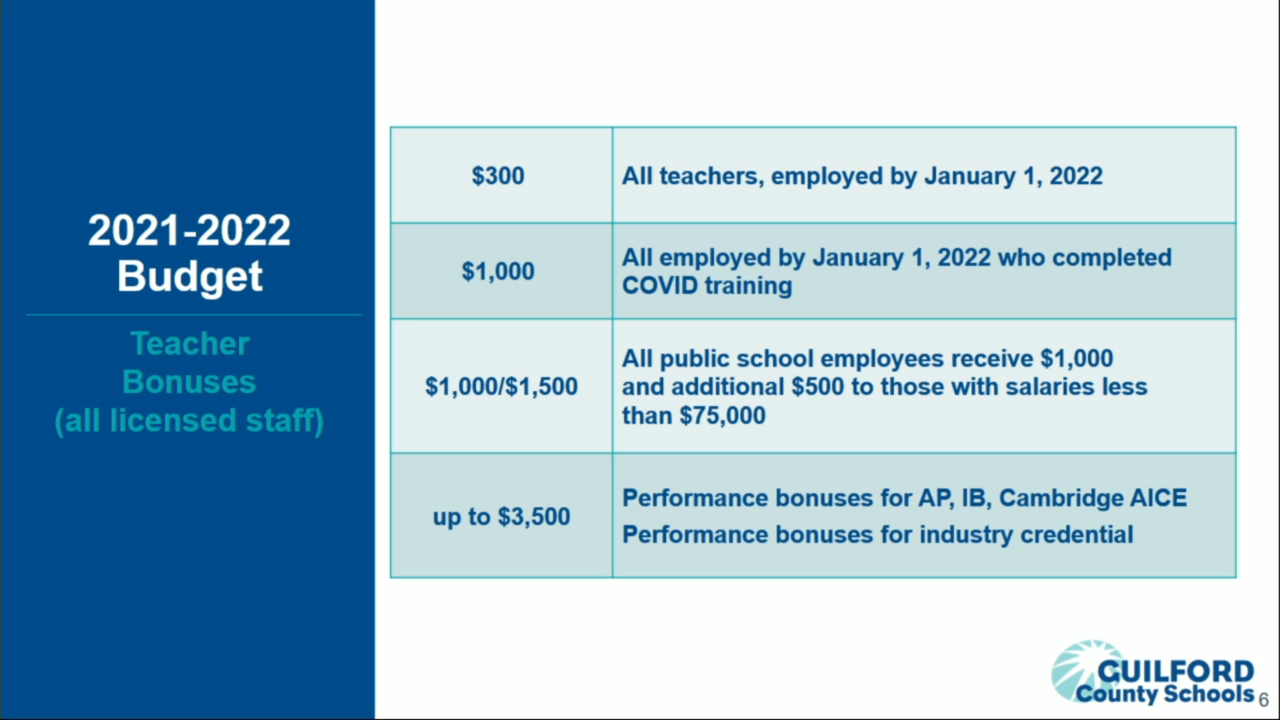 2021-2022
Budget
Teacher
Bonuses
(all licensed staff)
$300
All teachers, employed by January 1, 2022
$1,000
All employed by January 1, 2022 who completed
COVID training
$1,000/$1,500
All public school employees receive $1,000
and additional $500 to those with salaries less
than $75,000
up to $3,500
Performance bonuses for AP, IB, Cambridge AICE
Performance bonuses for industry credential
GUILFORD
County Schools
6